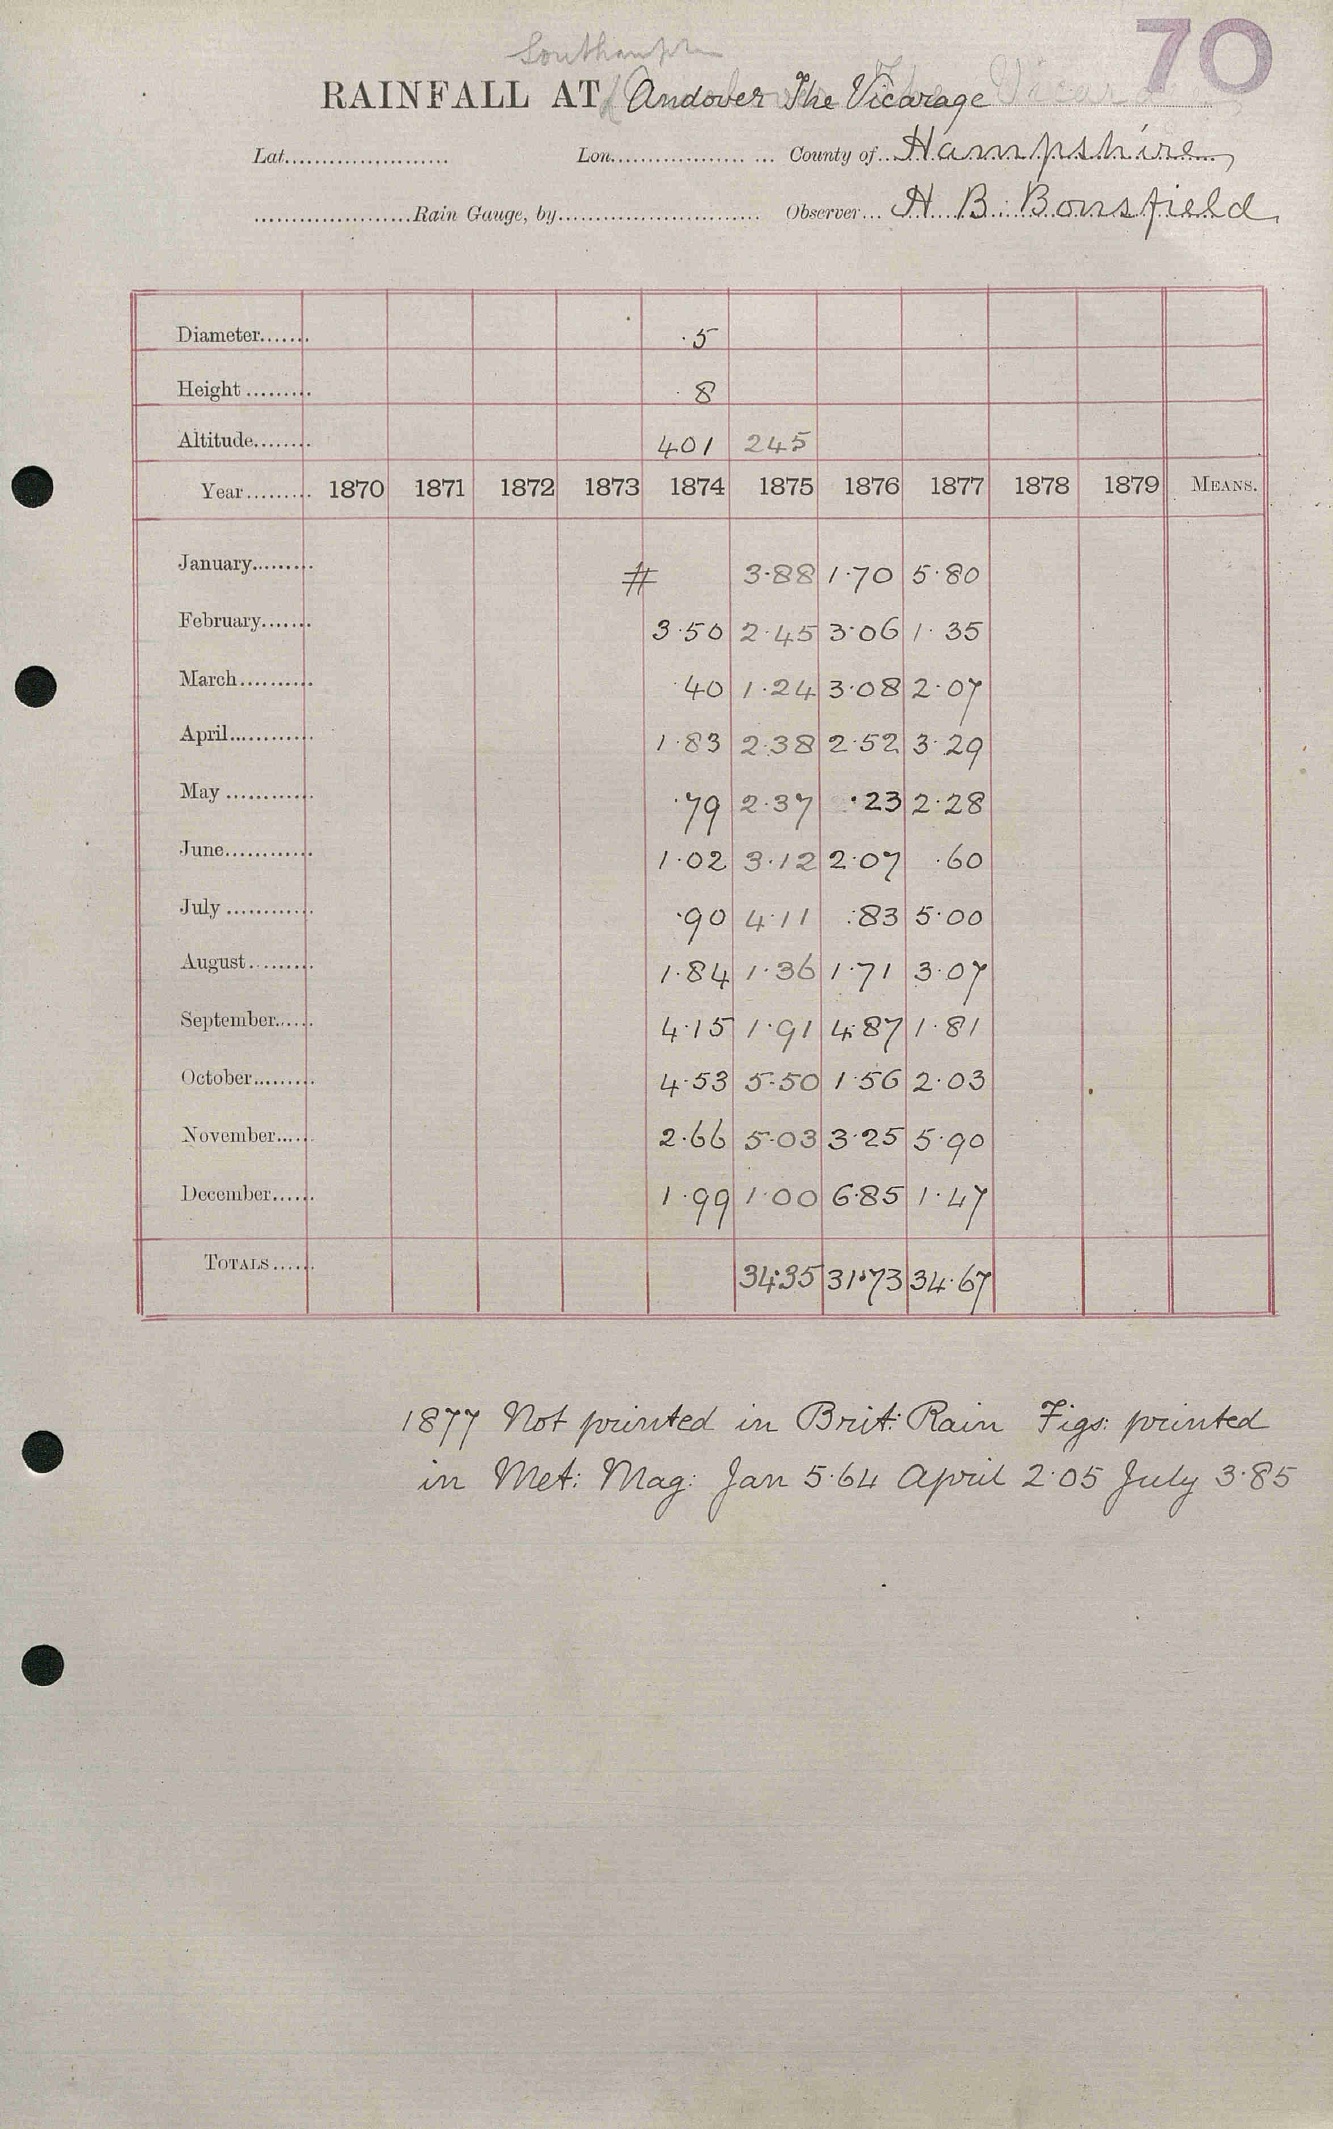 70
Southampton
RAINFALL AT Andover The Vicarage
Lat...................... Lon.................. ... County of... Hampshire
......................Rain Gauge, by............................ Observer... H B. Bonsfield
Diameter....... .5
Height ......... 8
Altitude........ 401 245
Year......... 1870 1871 1872 1873 1874 1875 1876 1877 1878 1879 MEANS.
January......... # 3.88 1.70 5.80
February....... 3.50 2.45 3.06 1.35
March.......... .40 1.24 3.08 2.07
April............ 1.83 2.38 2.52 3.29
May ............ .79 2.37 .23 2.28
June............ 1.02 3.12 2.07 .60
July ............ .90 4.11 .83 5.00
August.......... 1.84 1.36 1.71 3.07
September...... 4.15 1.91 4.87 1.81
October......... 4.53 5.50 1.56 2.03
November...... 2.66 5.03 3.25 5.90
December...... 1.99 1.00 6.85 1.47
TOTALS...... 34.35 31.73 34.67
1877 Not printed in Brit: Rain Figs: printed
in Met: Mag: Jan 5.64 April 2.05 July 3.85